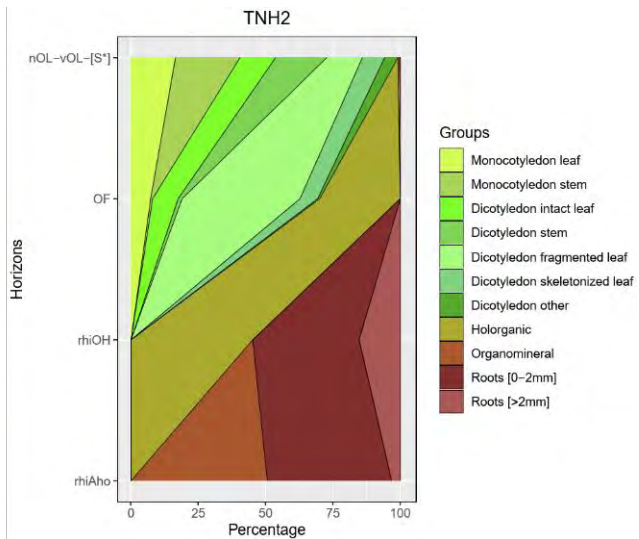 TNH2
nOL−vOL−[S*]
OF
rhiOH
rhiAho
Horizons
0
25
50
75
100
Percentage
Groups
Monocotyledon leaf
Monocotyledon stem
Dicotyledon intact leaf
Dicotyledon stem
Dicotyledon fragmented leaf
Dicotyledon skeletonized leaf
Dicotyledon other
Holorganic
Organomineral
Roots [0−2mm]
Roots [>2mm]